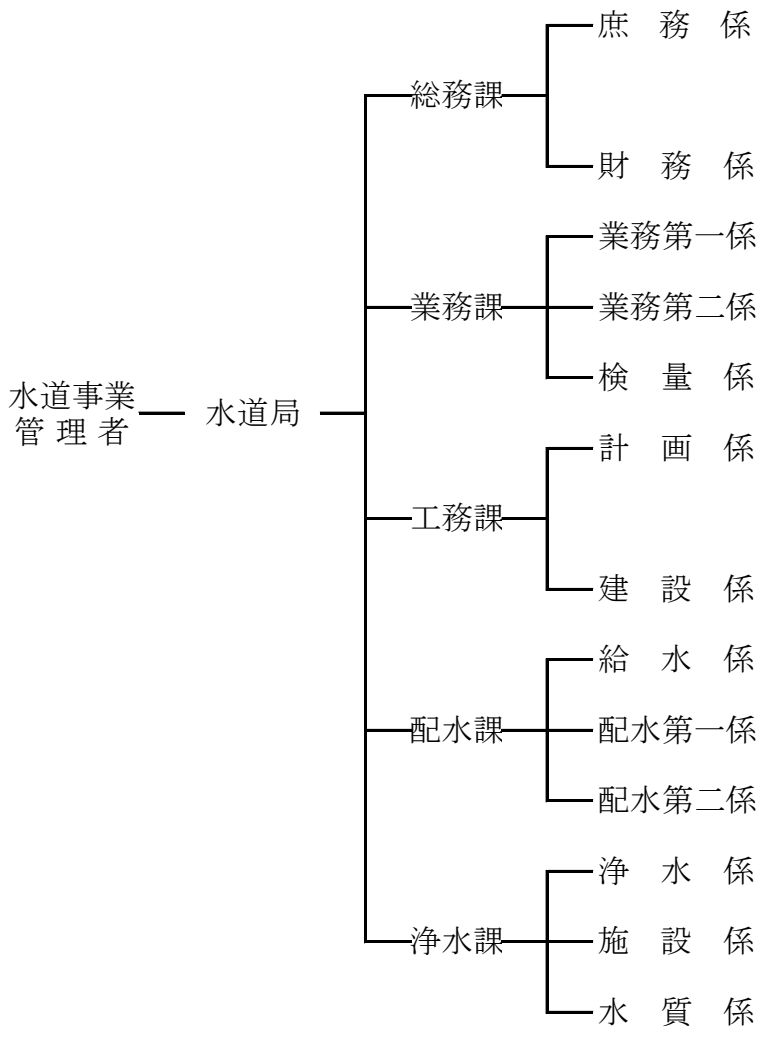 水道事業
管理者
水道局
総務課
庶務係
財務係
業務課
業務第一係
業務第二係
検量係
工務課
計画係
建設係
配水課
給水係
配水第一係
配水第二係
浄水課
浄水係
施設係
水質係